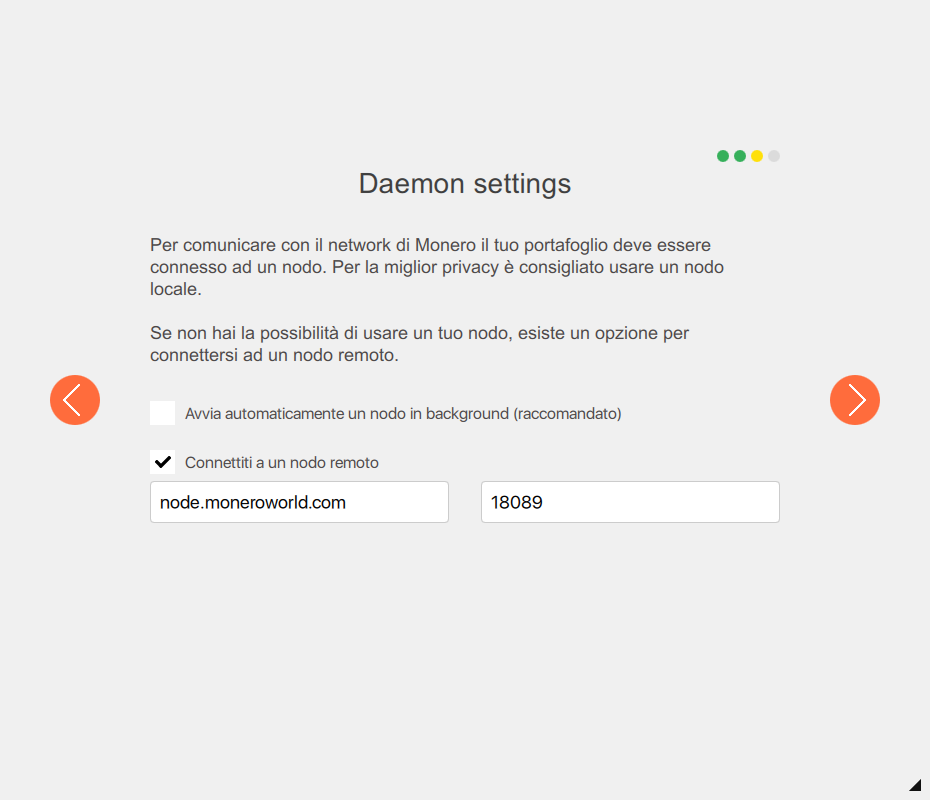 Daemon settings
Per comunicare con il network di Monero il tuo portafoglio deve essere
connesso ad un nodo. Per la miglior privacy è consigliato usare un nodo
locale.
Se non hai la possibilità di usare un tuo nodo, esiste un opzione per
connettersi ad un nodo remoto.
Avvia automaticamente un nodo in background (raccomandato)
Connettiti a un nodo remoto
node.moneroworld.com
18089